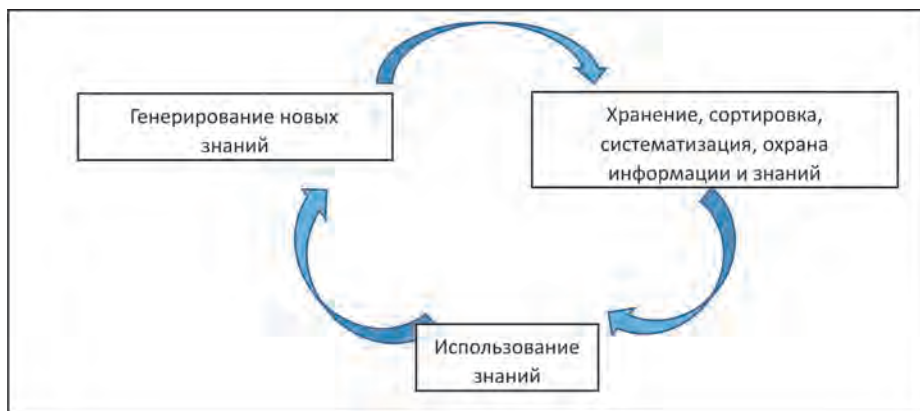 Генерирование новых
знаний
Хранение, сортировка,
систематизация, охрана
информации и знаний
Использование
знаний